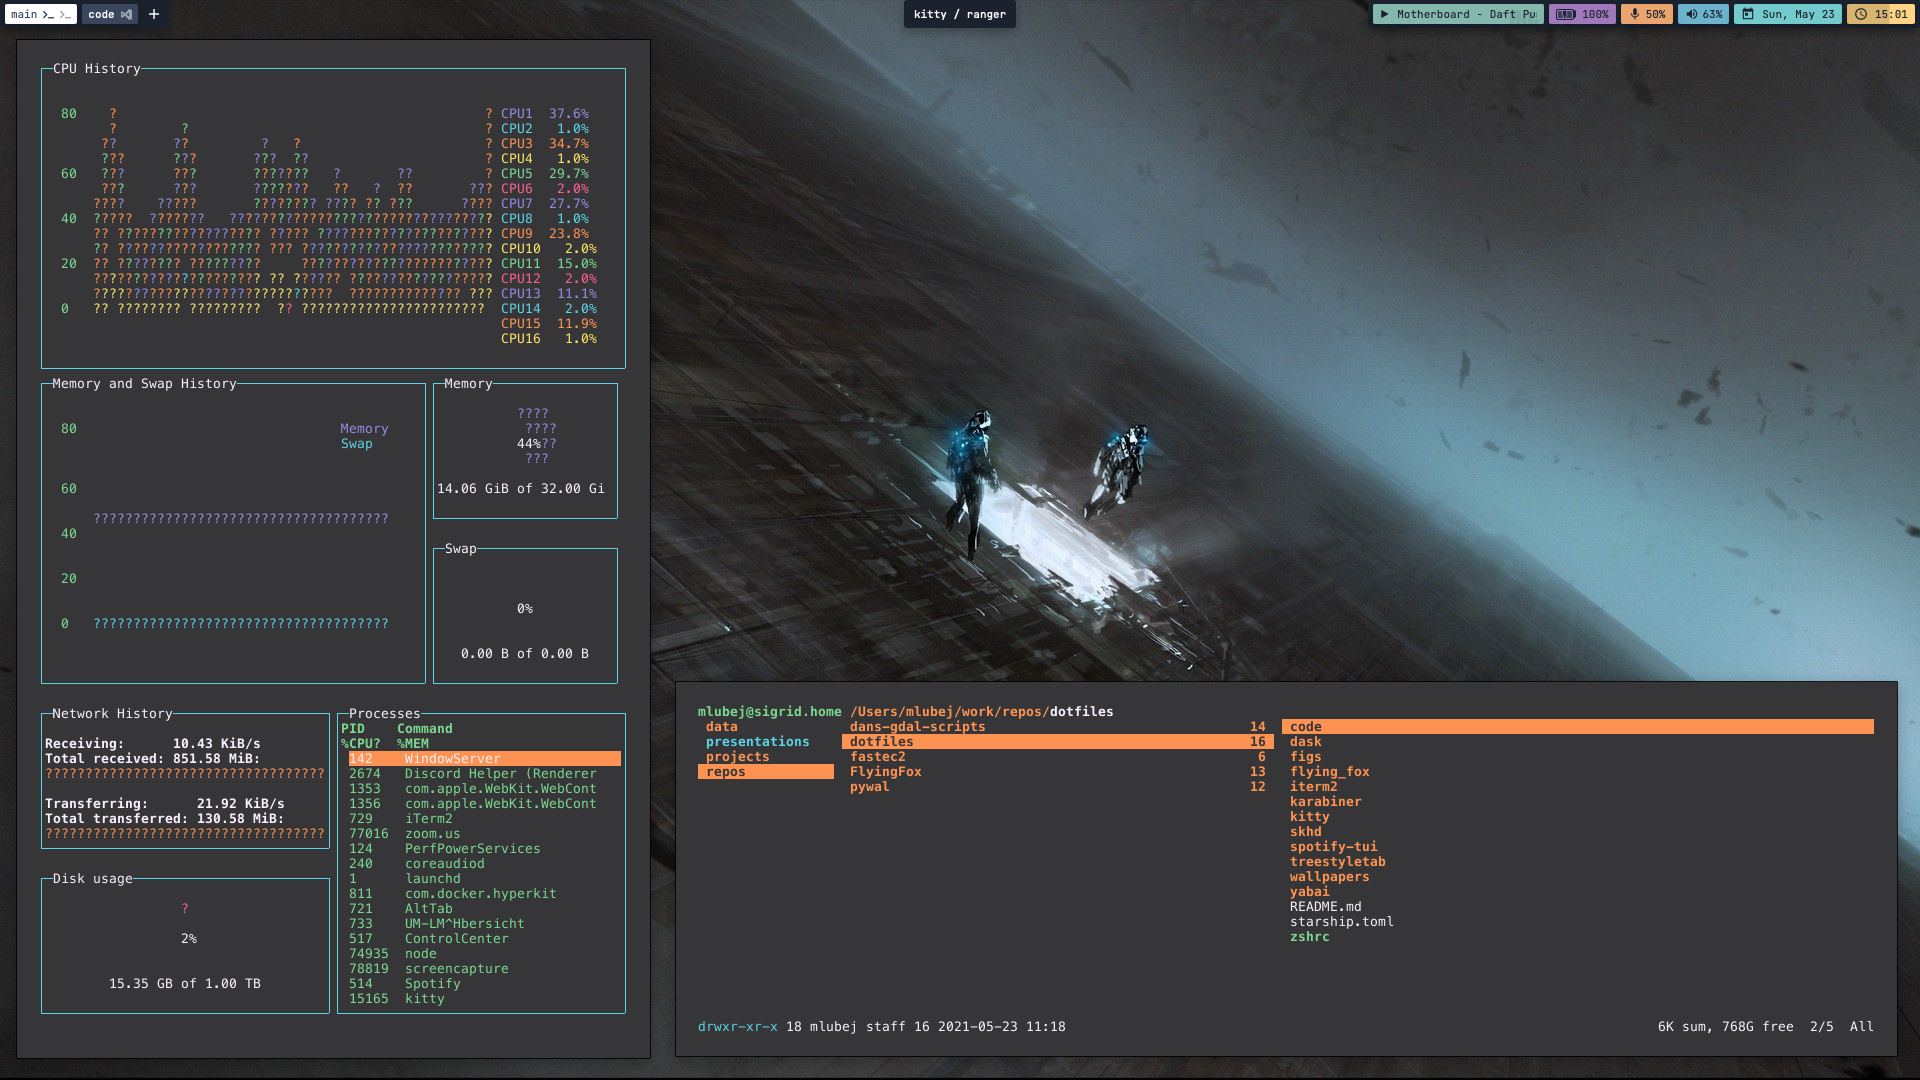 main
code
+
kitty / ranger
Motherboard - Daft Pu
100%
50%
63%
Sun, May 23
15:01
CPU History
80
60
40
20
0
CPU1 37.6%
CPU2 1.0%
CPU3 34.7%
CPU4 1.0%
CPU5 29.7%
CPU6 2.0%
CPU7 27.7%
CPU8 1.0%
CPU9 23.8%
CPU10 2.0%
CPU11 15.0%
CPU12 2.0%
CPU13 11.1%
CPU14 2.0%
CPU15 11.9%
CPU16 1.0%
Memory and Swap History
80
60
40
20
0
Memory
Swap
?????????????????????????????????????
?????????????????????????????????????
Memory
????
????
44%??
???
14.06 GiB of 32.00 Gi
Swap
0%
0.00 B of 0.00 B
Network History
Receiving: 10.43 KiB/s
Total received: 851.58 MiB:
???????????????????????????????????
Transferring: 21.92 KiB/s
Total transferred: 130.58 MiB:
???????????????????????????????????
Disk usage
?
2%
15.35 GB of 1.00 TB
Processes
PID Command
%CPU? %MEM
142 WindowServer
2674 Discord Helper (Renderer
1353 com.apple.WebKit.WebCont
1356 com.apple.WebKit.WebCont
729 iTerm2
77016 zoom.us
124 PerfPowerServices
240 coreaudiod
1 launchd
811 com.docker.hyperkit
721 AltTab
733 UM-LM^Hbersicht
517 ControlCenter
74935 node
78819 screencapture
514 Spotify
15165 kitty
mlubej@sigrid.home /Users/mlubej/work/repos/dotfiles
data
presentations
projects
repos
dans-gdal-scripts 14
dotfiles 16
fastec2 6
FlyingFox 13
pywal 12
code
dask
figs
flying_fox
iterm2
karabiner
kitty
skhd
spotify-tui
treestyletab
wallpapers
yabai
README.md
starship.toml
zshrc
drwxr-xr-x 18 mlubej staff 16 2021-05-23 11:18
6K sum, 768G free 2/5 All